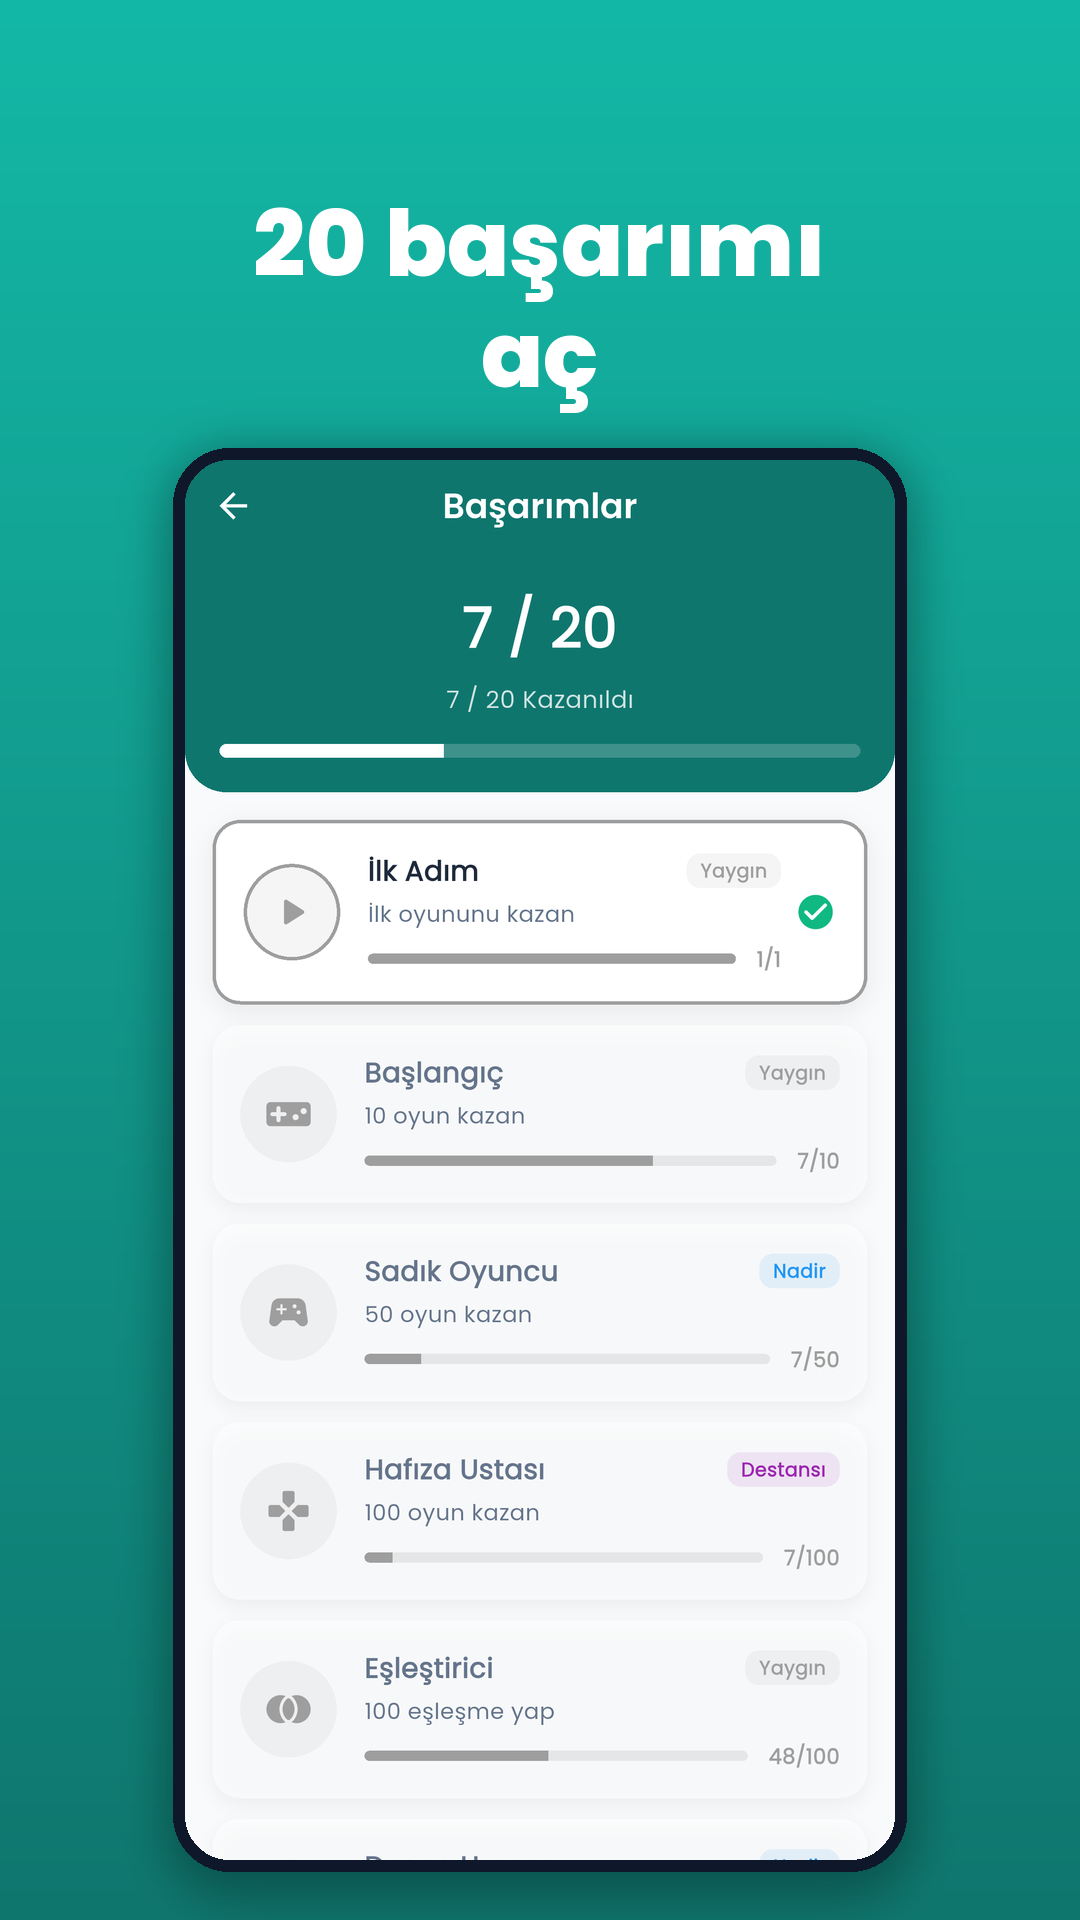 20 başarımı
aç
Başarımlar
7 / 20
7 / 20 Kazanıldı
İlk Adım
Yaygın
İlk oyununu kazan
1/1
Başlangıç
Yaygın
10 oyun kazan
7/10
Sadık Oyuncu
Nadir
50 oyun kazan
7/50
Hafıza Ustası
Destansı
100 oyun kazan
7/100
Eşleştirici
Yaygın
100 eşleşme yap
48/100